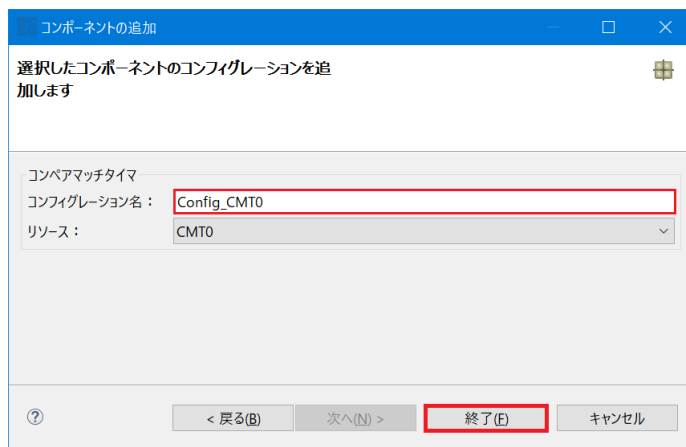 コンポーネントの追加
選択したコンポーネントのコンフィグレーションを追
加します
コンペアマッチタイマ
コンフィグレーション名： Config_CMT0
リソース： CMT0
< 戻る(B) 次へ(N) > 終了(F) キャンセル